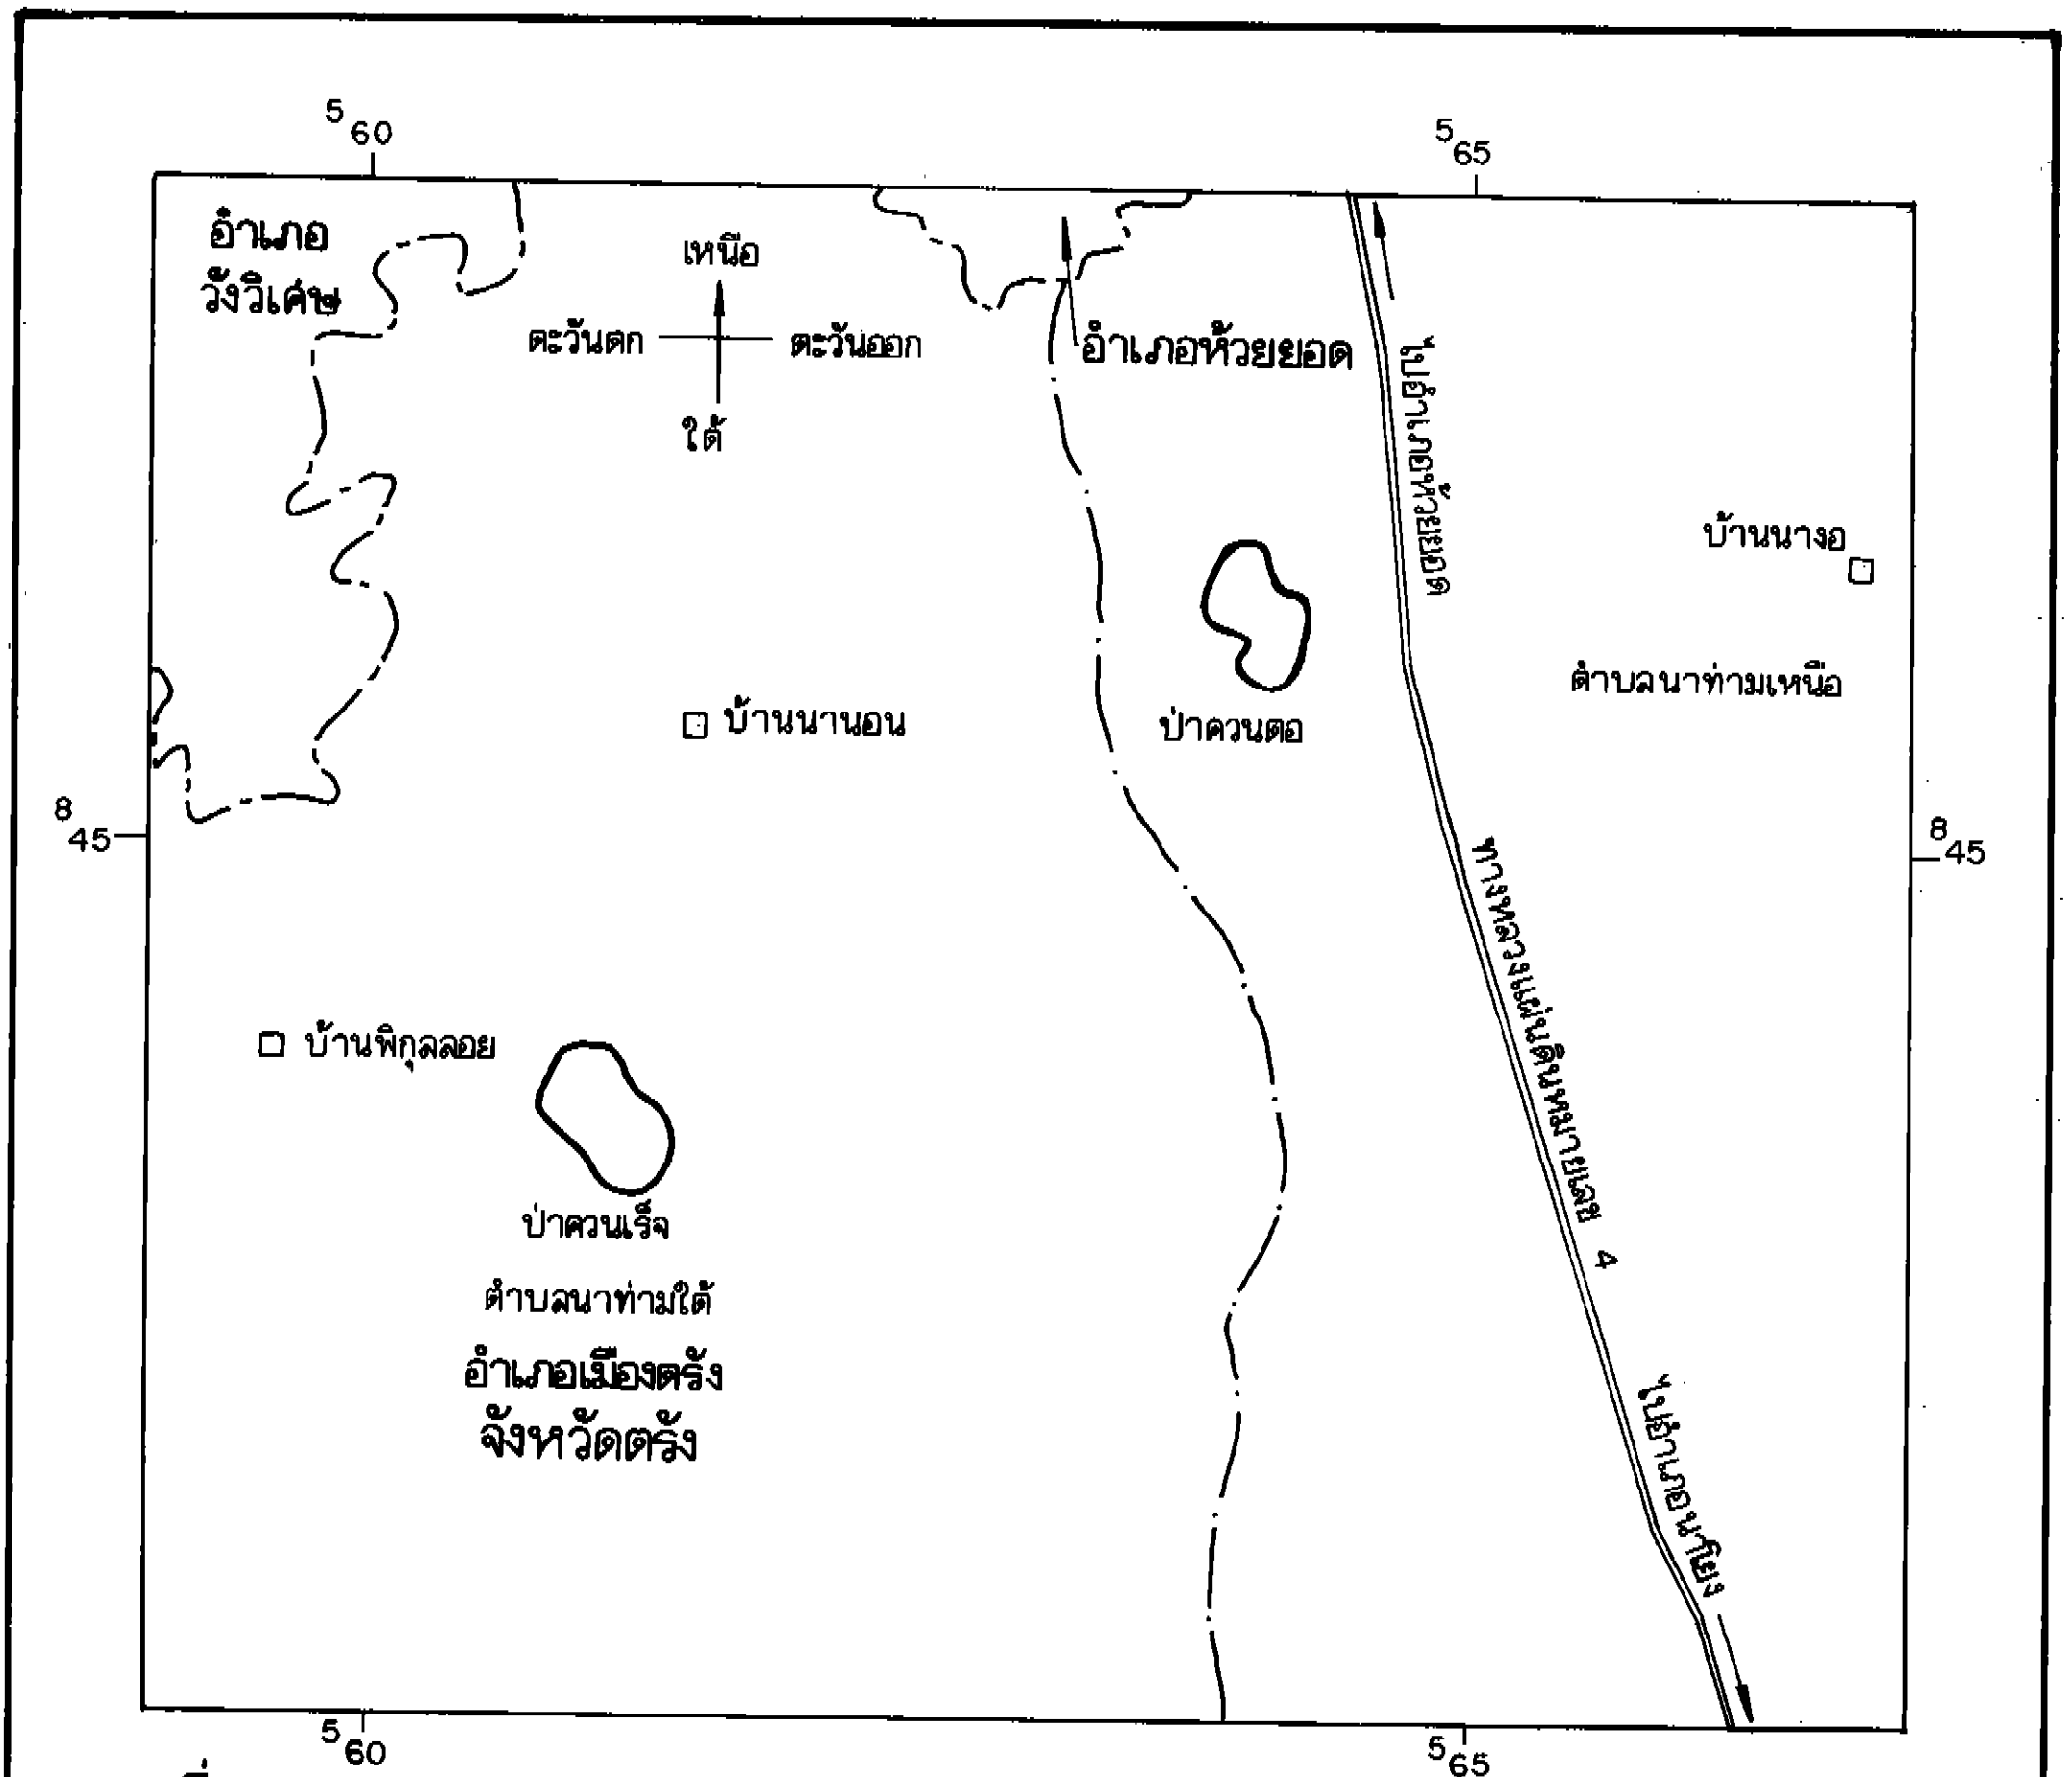 5 60
5 65
อำเภอ
วังวิเศษ
เหนือ
ตะวันตก
ตะวันออก
ใต้
อำเภอห้วยยอด
ไปอำเภอห้วยยอด
บ้านนางอ
ตำบลนาท่ามเหนือ
บ้านนานอน
ป่าควนตอ
8 45
8 45
ทางหลวงแผ่นดินหมายเลข 4
บ้านพิกุลลอย
ป่าควนเร็จ
ตำบลนาท่ามใต้
อำเภอเมืองตรัง
จังหวัดตรัง
ไปอำเภอนาโยง
5 60
5 65